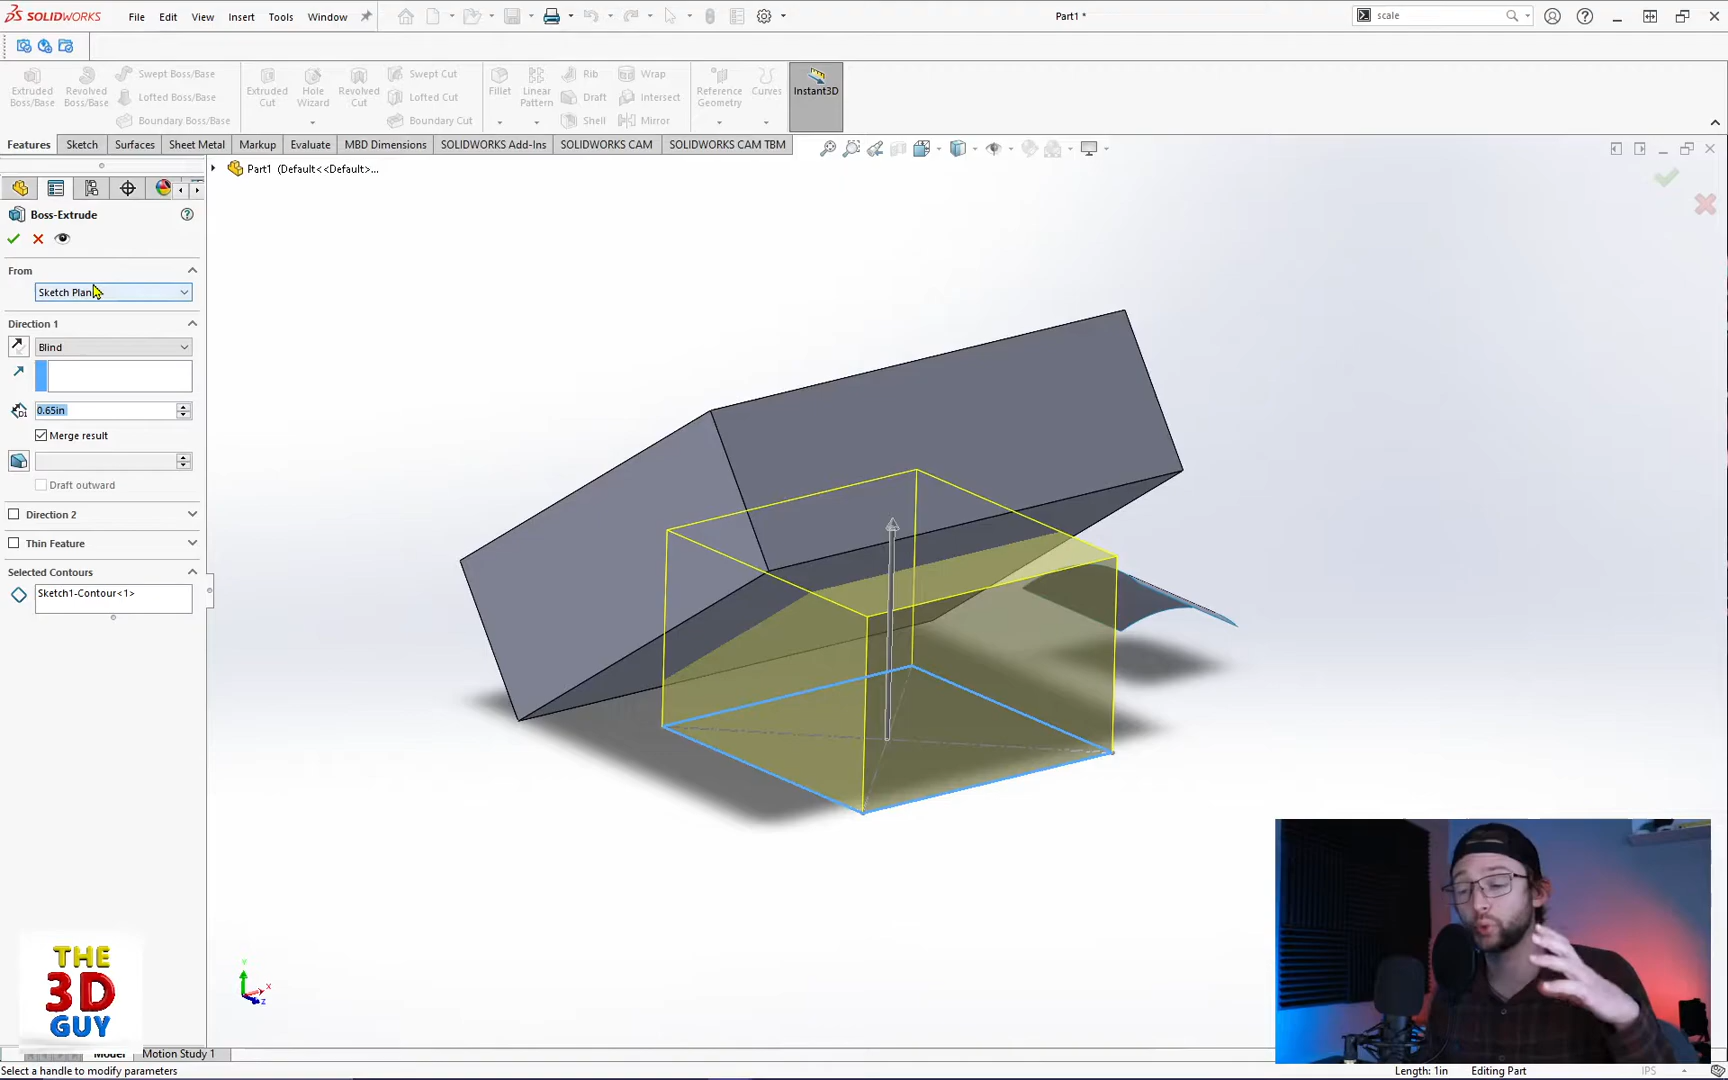 SOLIDWORKS File Edit View Insert Tools Window Part1 * scale
Extruded Boss/Base
Revolved Boss/Base
Swept Boss/Base
Lofted Boss/Base
Boundary Boss/Base
Extruded Cut
Hole Wizard
Revolved Cut
Swept Cut
Lofted Cut
Boundary Cut
Fillet
Linear Pattern
Rib
Draft
Shell
Wrap
Intersect
Mirror
Reference Geometry
Curves
Instant3D
Features Sketch Surfaces Sheet Metal Markup Evaluate MBD Dimensions SOLIDWORKS Add-Ins SOLIDWORKS CAM SOLIDWORKS CAM TBM
Part1 (Default<<Default>...
Boss-Extrude
From
Sketch Plan
Direction 1
Blind
0.65in
Merge result
Draft outward
Direction 2
Thin Feature
Selected Contours
Sketch1-Contour<1>
Y
X
Z
THE
3D
GUY
Model Motion Study 1
Select a handle to modify parameters Length: 1in Editing Part IPS